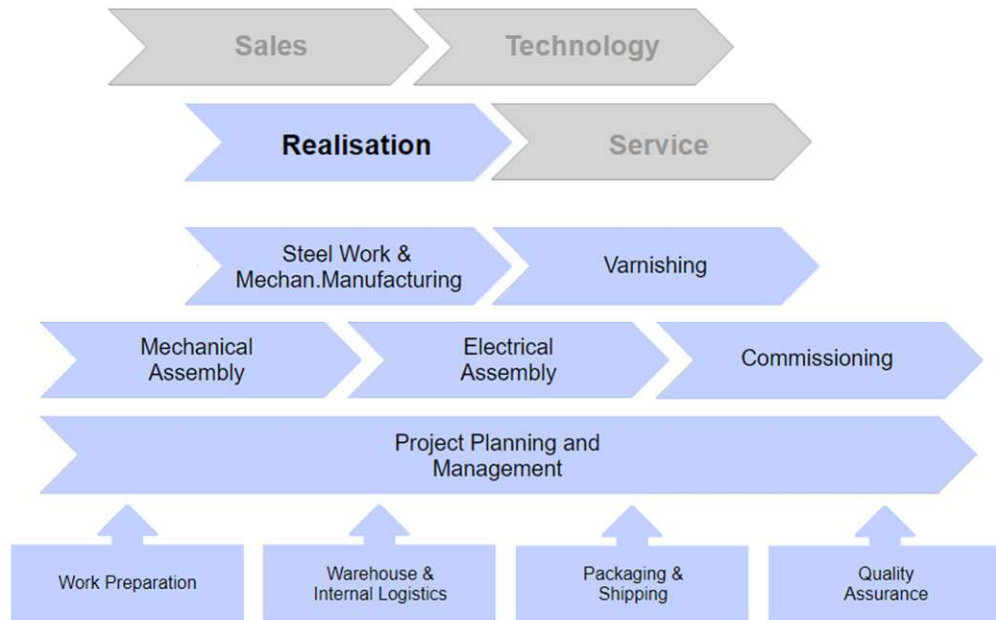 Sales
Technology
Realisation
Service
Steel Work &
Mechan.Manufacturing
Varnishing
Mechanical
Assembly
Electrical
Assembly
Commissioning
Project Planning and
Management
Work Preparation
Warehouse &
Internal Logistics
Packaging &
Shipping
Quality
Assurance